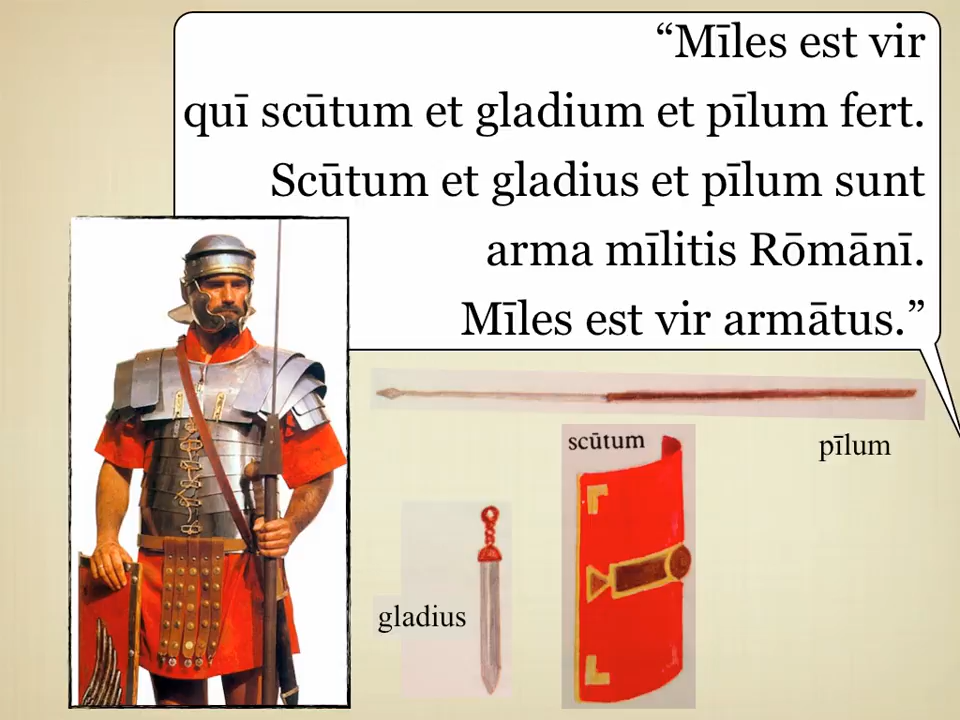 “Mīles est vir
quī scūtum et gladium et pīlum fert.
Scūtum et gladius et pīlum sunt
arma mīlitis Rōmānī.
Mīles est vir armātus.”
scūtum
pīlum
gladius